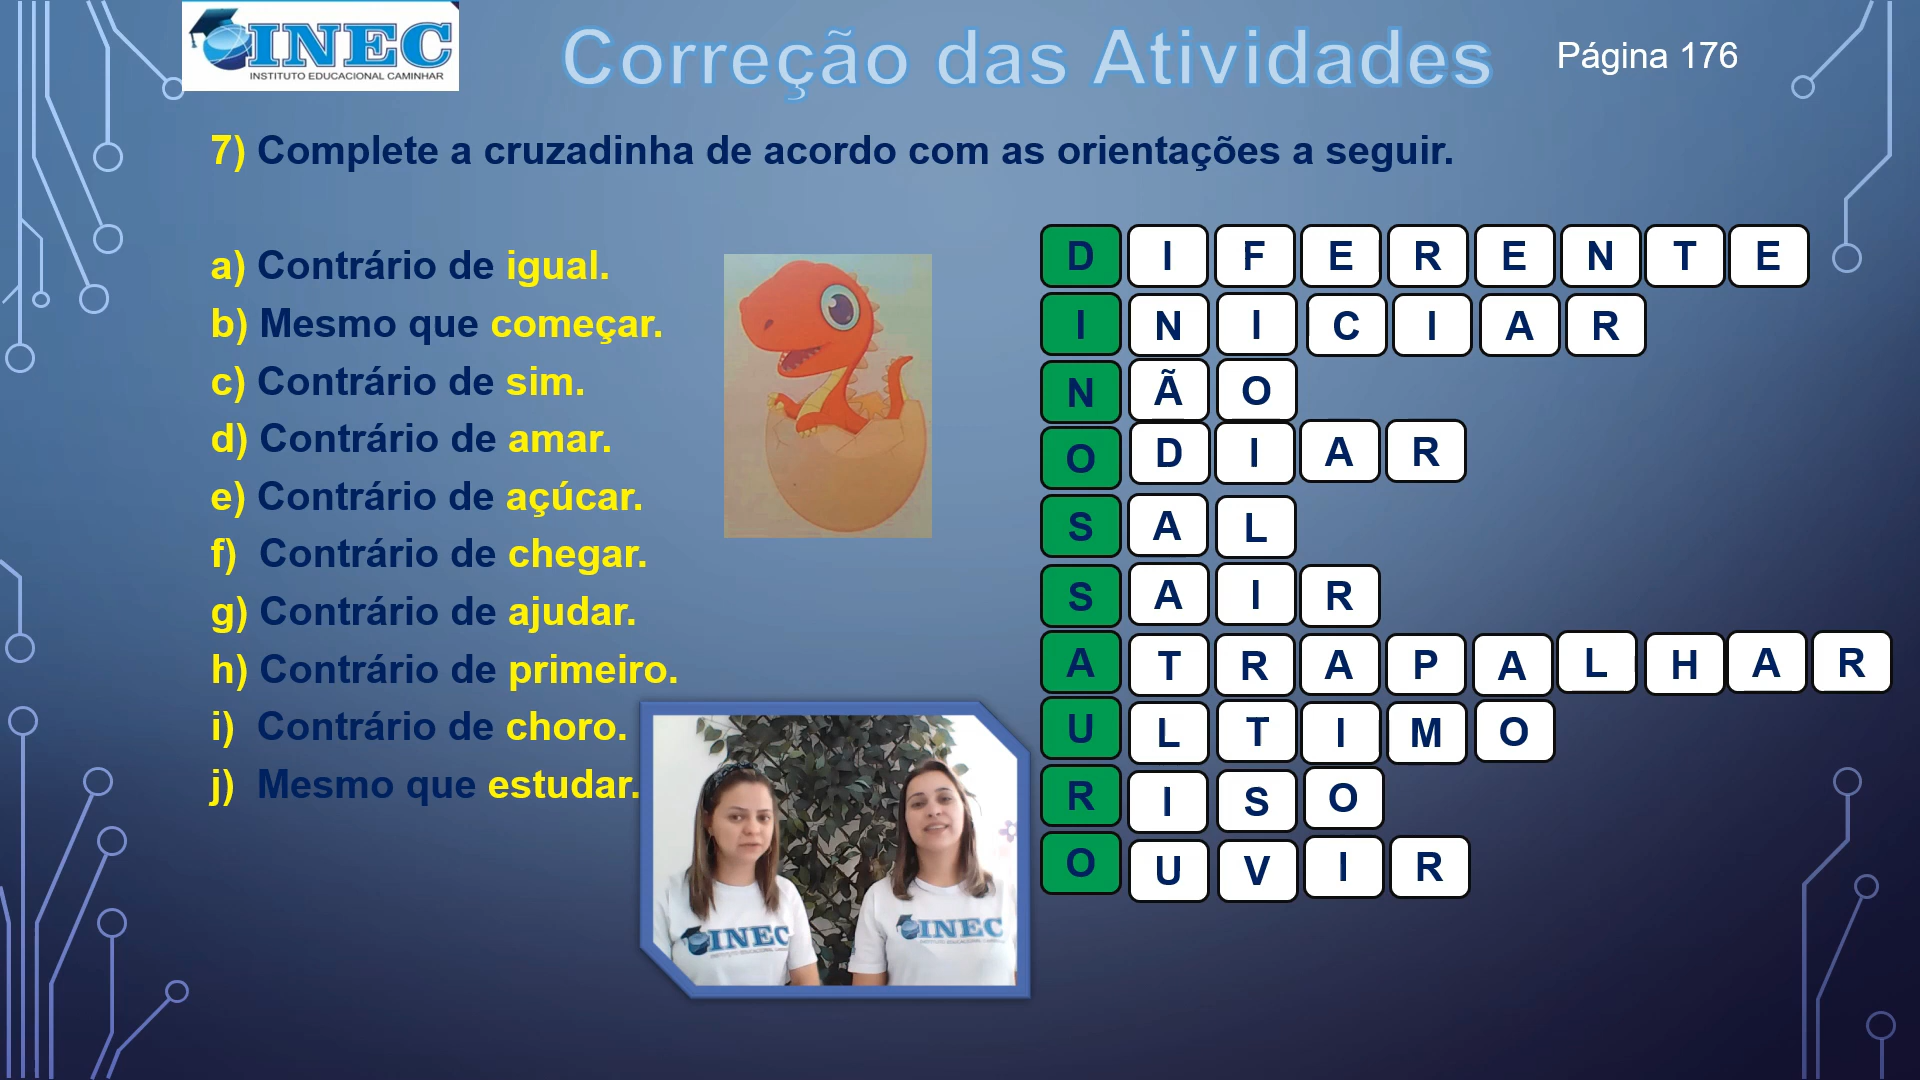 INEC
INSTITUTO EDUCACIONAL CAMINHAR
Correção das Atividades
Página 176
7) Complete a cruzadinha de acordo com as orientações a seguir.
a) Contrário de igual.
b) Mesmo que começar.
c) Contrário de sim.
d) Contrário de amar.
e) Contrário de açúcar.
f) Contrário de chegar.
g) Contrário de ajudar.
h) Contrário de primeiro.
i) Contrário de choro.
j) Mesmo que estudar.
D I F E R E N T E
I N I C I A R
N Ã O
O D I A R
S A L
S A I R
A T R A P A L H A R
U L T I M O
R I S O
O U V I R
INEC
INEC